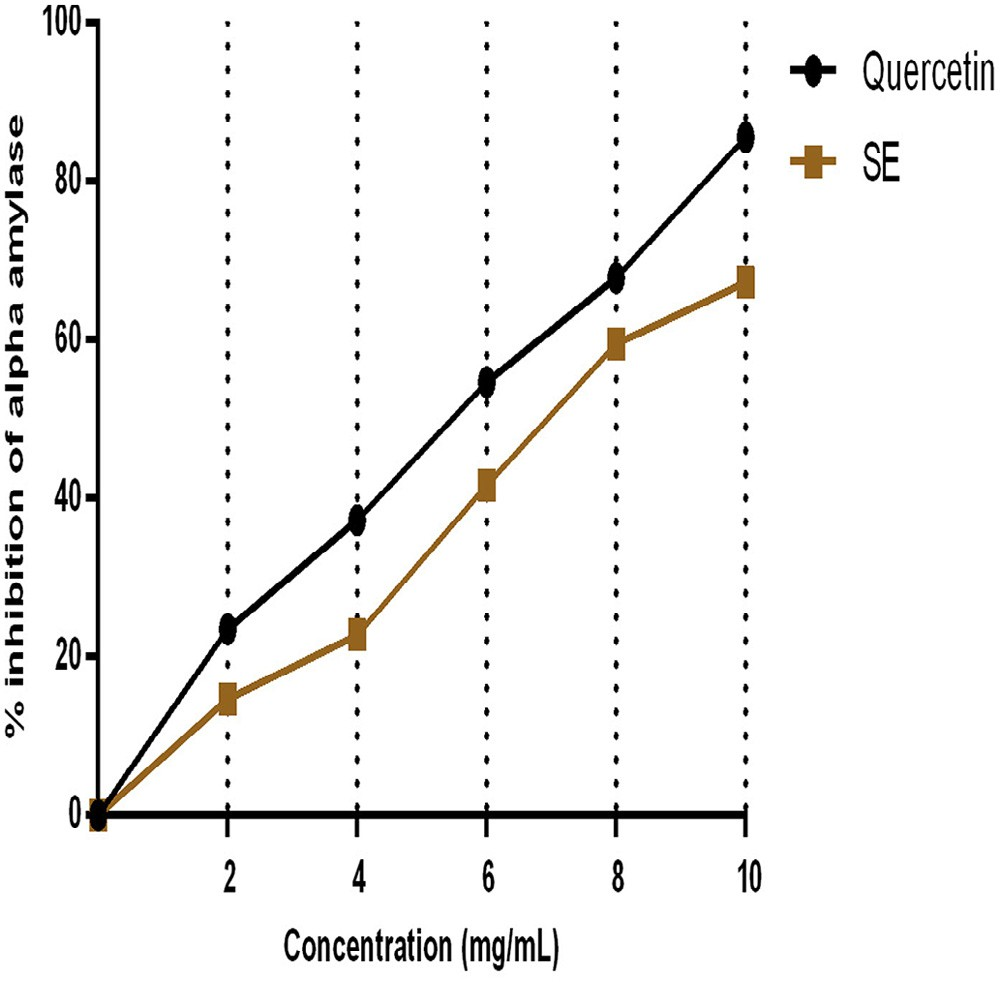 % inhibition of alpha amylase
100
80
60
40
20
0
2 4 6 8 10
Concentration (mg/mL)
Quercetin
SE